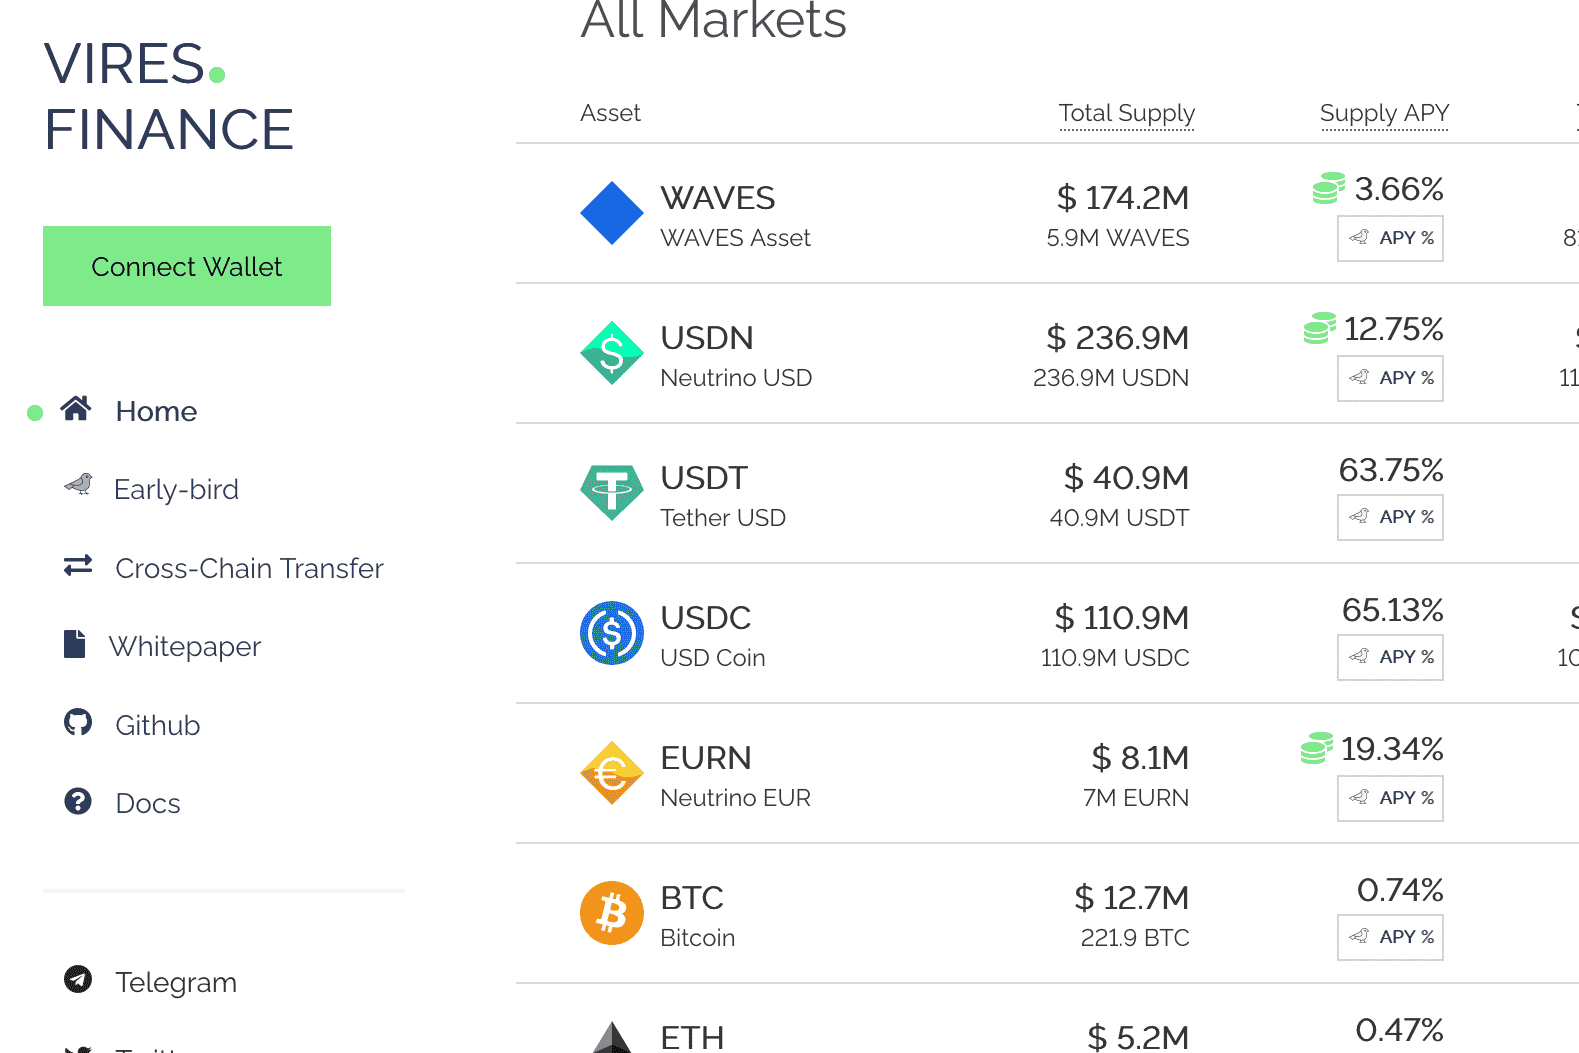 VIRES.
FINANCE
Connect Wallet
Home
Early-bird
Cross-Chain Transfer
Whitepaper
Github
Docs
Telegram
All Markets
Asset Total Supply Supply APY
WAVES $ 174.2M 3.66%
WAVES Asset 5.9M WAVES APY %
USDN $ 236.9M 12.75%
Neutrino USD 236.9M USDN APY %
USDT $ 40.9M 63.75%
Tether USD 40.9M USDT APY %
USDC $ 110.9M 65.13%
USD Coin 110.9M USDC APY %
EURN $ 8.1M 19.34%
Neutrino EUR 7M EURN APY %
BTC $ 12.7M 0.74%
Bitcoin 221.9 BTC APY %
ETH $ 5.2M 0.47%